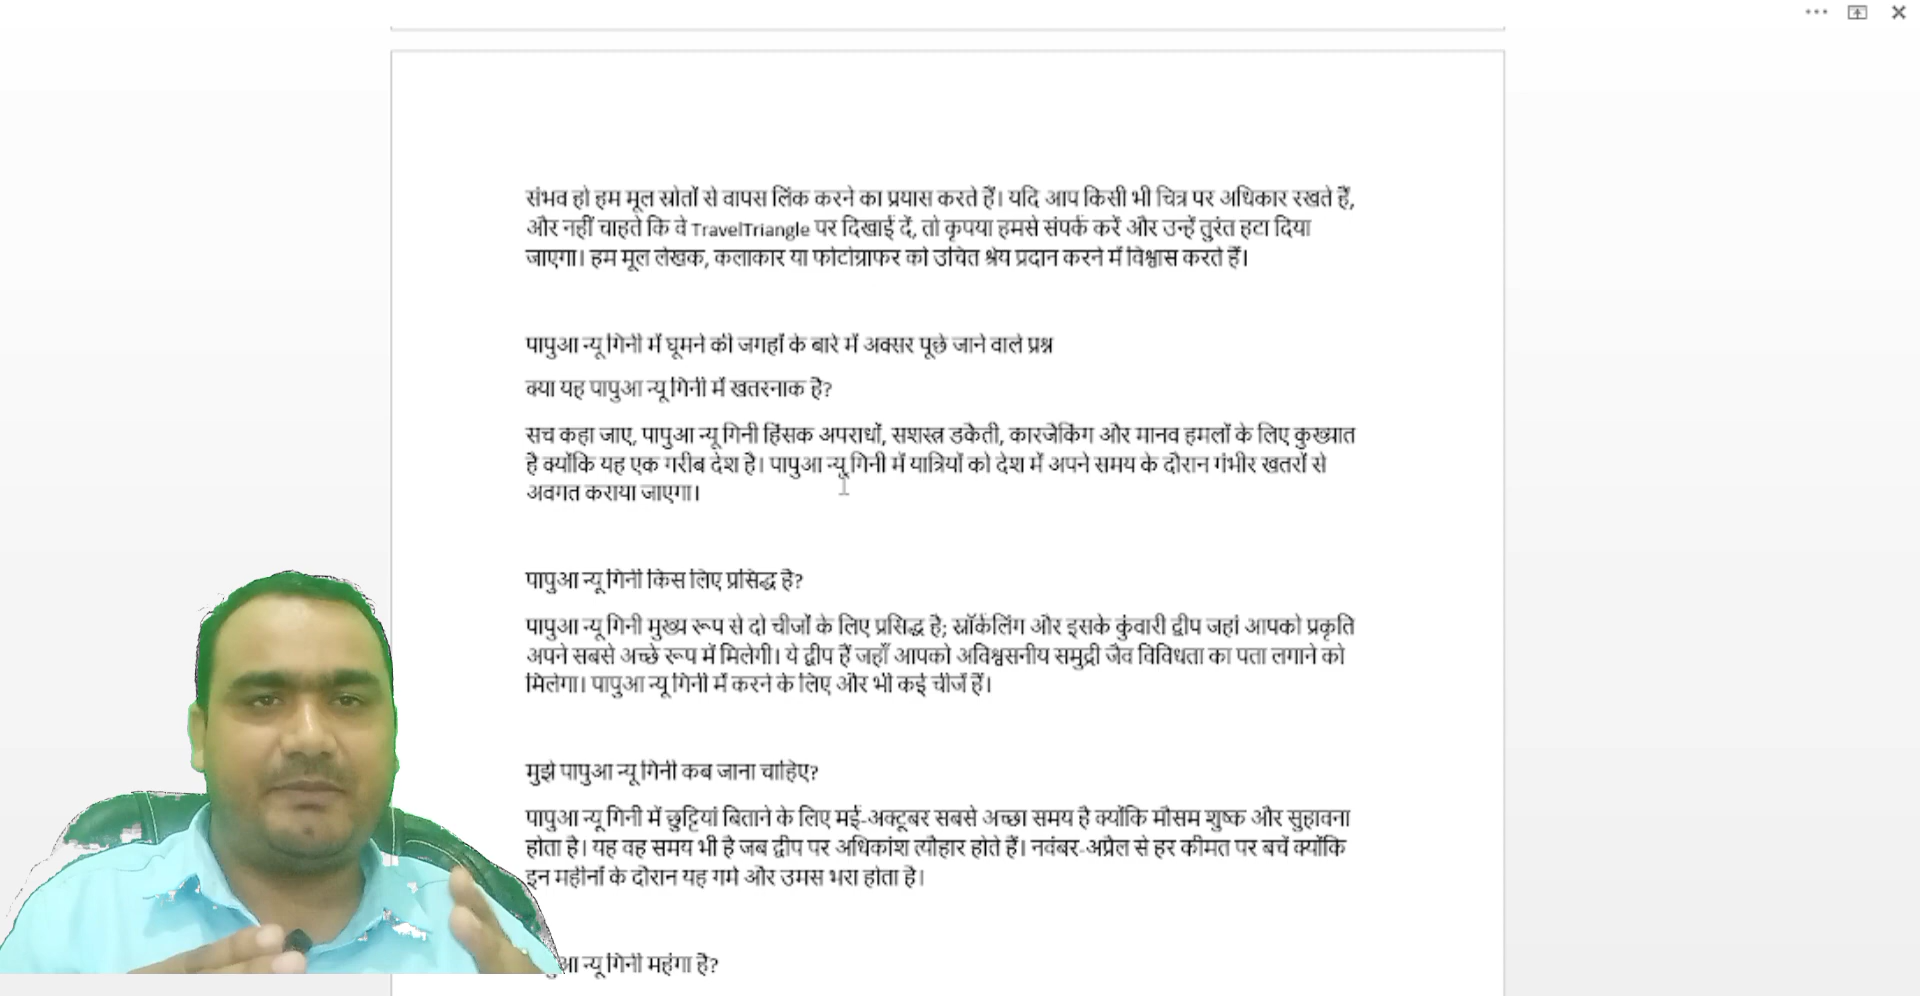 संभव हो हम मूल स्रोतों से वापस लिंक करने का प्रयास करते हैं। यदि आप किसी भी चित्र पर अधिकार रखते हैं,
और नहीं चाहते कि वे TravelTriangle पर दिखाई दें, तो कृपया हमसे संपर्क करें और उन्हें तुरंत हटा दिया
जाएगा। हम मूल लेखक, कलाकार या फोटोग्राफर को उचित श्रेय प्रदान करने में विश्वास करते हैं।
पापुआ न्यू गिनी में घूमने की जगहों के बारे में अक्सर पूछे जाने वाले प्रश्न
क्या यह पापुआ न्यू गिनी में खतरनाक है?
सच कहा जाए, पापुआ न्यू गिनी हिंसक अपराधों, सशस्त्र डकैती, कारजैकिंग और मानव हमलों के लिए कुख्यात
है क्योंकि यह एक गरीब देश है। पापुआ न्यू गिनी में यात्रियों को देश में अपने समय के दौरान गंभीर खतरों से
अवगत कराया जाएगा।
पापुआ न्यू गिनी किस लिए प्रसिद्ध है?
पापुआ न्यू गिनी मुख्य रूप से दो चीजों के लिए प्रसिद्ध है; स्नॉर्केलिंग और इसके कुंवारी द्वीप जहां आपको प्रकृति
अपने सबसे अच्छे रूप में मिलेगी। ये द्वीप हैं जहाँ आपको अविश्वसनीय समुद्री जैव विविधता का पता लगाने को
मिलेगा। पापुआ न्यू गिनी में करने के लिए और भी कई चीजें हैं।
मुझे पापुआ न्यू गिनी कब जाना चाहिए?
पापुआ न्यू गिनी में छुट्टियां बिताने के लिए मई-अक्टूबर सबसे अच्छा समय है क्योंकि मौसम शुष्क और सुहावना
होता है। यह वह समय भी है जब द्वीप पर अधिकांश त्यौहार होते हैं। नवंबर-अप्रैल से हर कीमत पर बचें क्योंकि
इन महीनों के दौरान यह गर्म और उमस भरा होता है।
न्यू गिनी महंगा है?